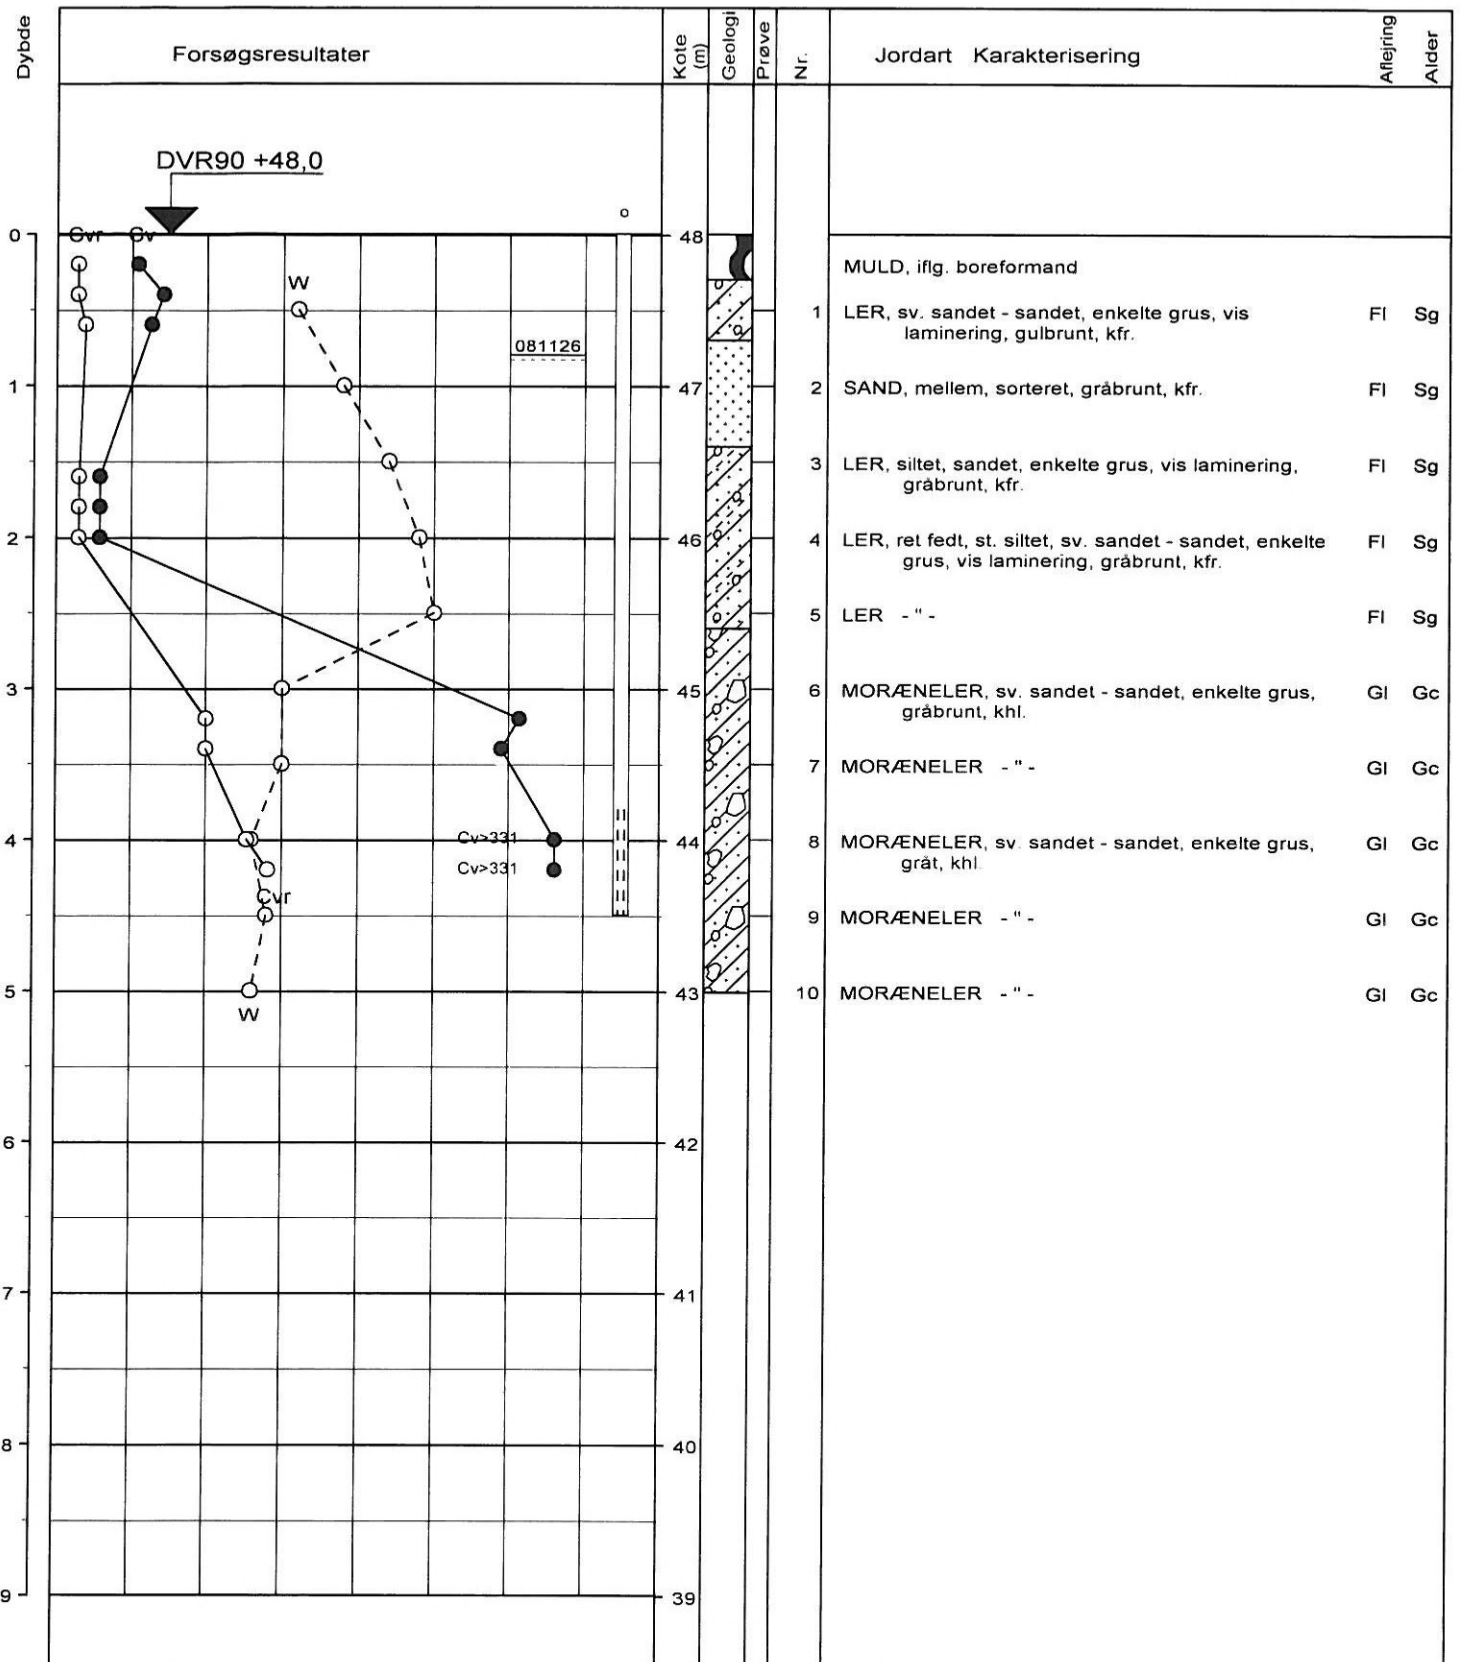 Dybde
Forsøgsresultater
Kote (m)
Geologi
Prøve
Nr.
Jordart Karakterisering
Aflejring
Alder
DVR90 +48,0
0
Cvr
Cv
48
MULD, iflg. boreformand
W
1 LER, sv. sandet - sandet, enkelte grus, vis Fl Sg
laminering, gulbrunt, kfr.
081126
1
47
2 SAND, mellem, sorteret, gråbrunt, kfr. Fl Sg
3 LER, siltet, sandet, enkelte grus, vis laminering, Fl Sg
gråbrunt, kfr.
2
46
4 LER, ret fedt, st. siltet, sv. sandet - sandet, enkelte Fl Sg
grus, vis laminering, gråbrunt, kfr.
5 LER - " - Fl Sg
3
45
6 MORÆNELER, sv. sandet - sandet, enkelte grus, Gl Gc
gråbrunt, khl.
7 MORÆNELER - " - Gl Gc
4
Cv>331
44
8 MORÆNELER, sv. sandet - sandet, enkelte grus, Gl Gc
gråt, khl.
Cv>331
Cvr
9 MORÆNELER - " - Gl Gc
5
43
10 MORÆNELER - " - Gl Gc
W
6
42
7
41
8
40
9
39